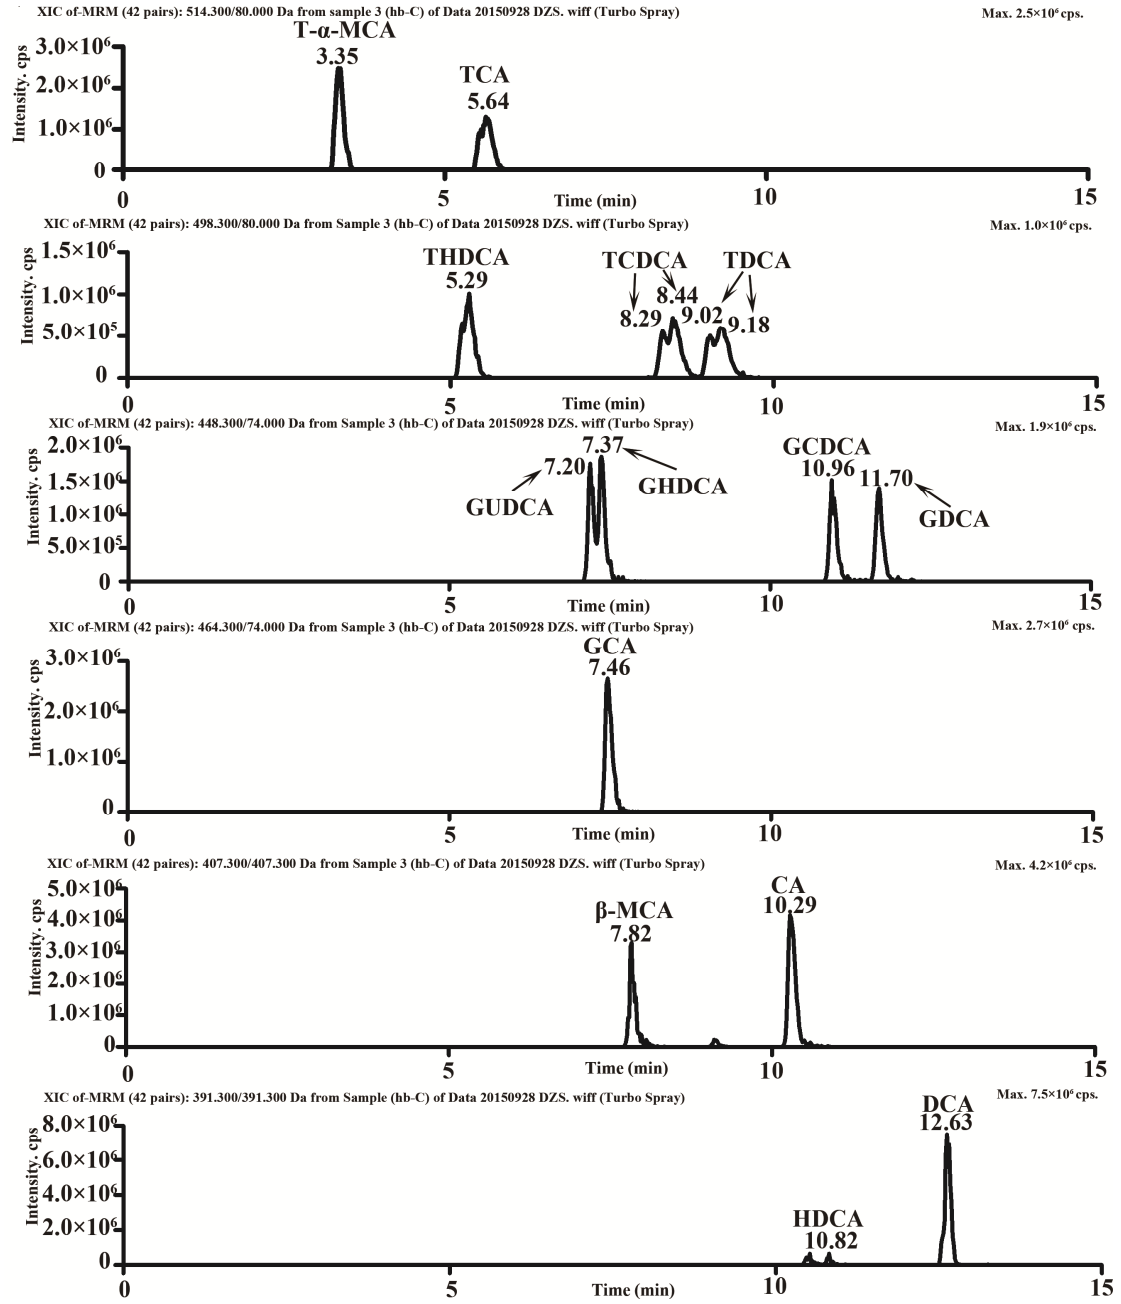 XIC of-MRM (42 pairs): 514.300/80.000 Da from sample 3 (hb-C) of Data 20150928 DZS. wiff (Turbo Spray)
Max. 2.5×10⁶ cps.
T-α-MCA
3.35
TCA
5.64
Intensity. cps
3.0×10⁶
2.0×10⁶
1.0×10⁶
0
0 5 10 15
Time (min)
XIC of-MRM (42 pairs): 498.300/80.000 Da from Sample 3 (hb-C) of Data 20150928 DZS. wiff (Turbo Spray)
Max. 1.0×10⁶ cps.
THDCA
5.29
TCDCA
8.29
8.44
TDCA
9.02
9.18
Intensity. cps
1.5×10⁶
1.0×10⁶
5.0×10⁵
0
0 5 10 15
Time (min)
XIC of-MRM (42 pairs): 448.300/74.000 Da from Sample 3 (hb-C) of Data 20150928 DZS. wiff (Turbo Spray)
Max. 1.9×10⁶ cps.
7.20
GUDCA
7.37
GHDCA
GCDCA
10.96
11.70
GDCA
Intensity. cps
2.0×10⁶
1.5×10⁶
1.0×10⁶
5.0×10⁵
0
0 5 10 15
Time (min)
XIC of-MRM (42 pairs): 464.300/74.000 Da from Sample 3 (hb-C) of Data 20150928 DZS. wiff (Turbo Spray)
Max. 2.7×10⁶ cps.
GCA
7.46
Intensity. cps
3.0×10⁶
2.0×10⁶
1.0×10⁶
0
0 5 10 15
Time (min)
XIC of-MRM (42 paires): 407.300/407.300 Da from Sample 3 (hb-C) of Data 20150928 DZS. wiff (Turbo Spray)
Max. 4.2×10⁶ cps.
β-MCA
7.82
CA
10.29
Intensity. cps
5.0×10⁶
4.0×10⁶
3.0×10⁶
2.0×10⁶
1.0×10⁶
0
0 5 10 15
Time (min)
XIC of-MRM (42 pairs): 391.300/391.300 Da from Sample (hb-C) of Data 20150928 DZS. wiff (Turbo Spray)
Max. 7.5×10⁶ cps.
HDCA
10.82
DCA
12.63
Intensity. cps
8.0×10⁶
6.0×10⁶
4.0×10⁶
2.0×10⁶
0
0 5 10 15
Time (min)